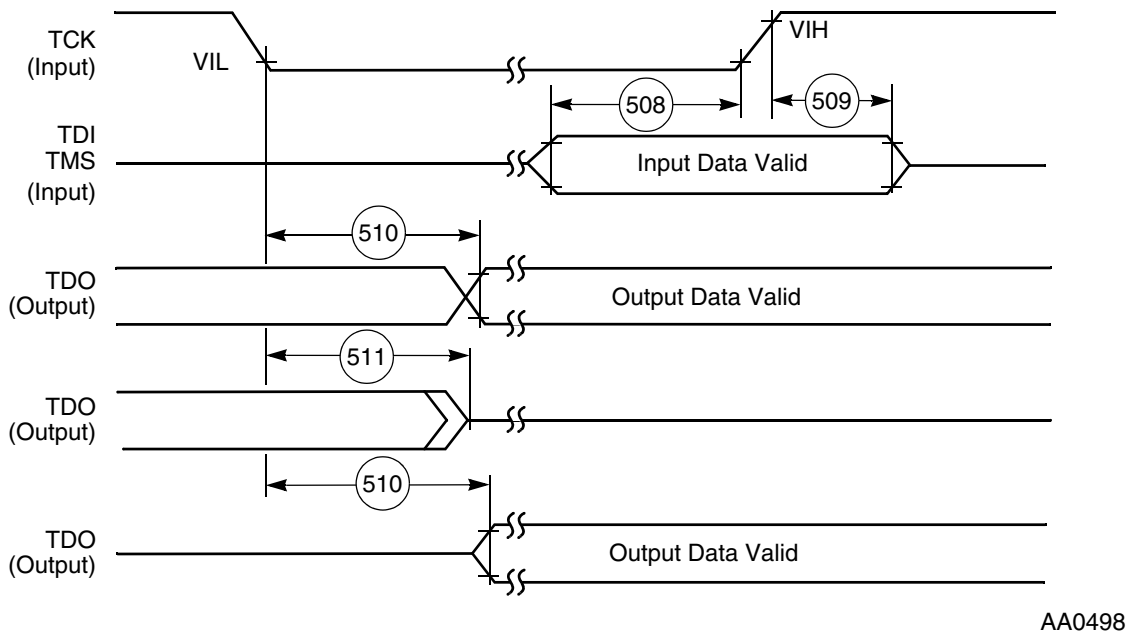 TCK
(Input)
VIL
VIH
508
509
TDI
TMS
(Input)
Input Data Valid
510
TDO
(Output)
Output Data Valid
511
TDO
(Output)
510
TDO
(Output)
Output Data Valid
AA0498